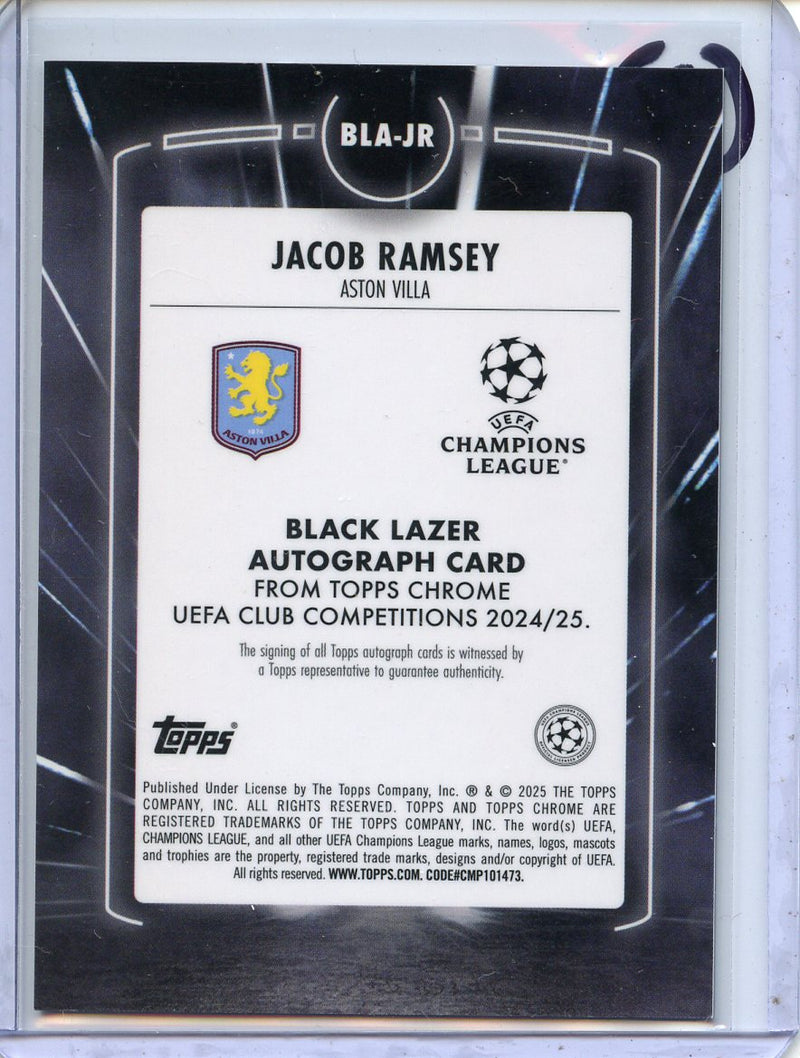 BLA-JR
JACOB RAMSEY
ASTON VILLA
1874
ASTON VILLA
UEFA
CHAMPIONS
LEAGUE®
BLACK LAZER
AUTOGRAPH CARD
FROM TOPPS CHROME
UEFA CLUB COMPETITIONS 2024/25.
The signing of all Topps autograph cards is witnessed by
a Topps representative to guarantee authenticity.
topps®
Published Under License by The Topps Company, Inc. ® & © 2025 THE TOPPS
COMPANY, INC. ALL RIGHTS RESERVED. TOPPS AND TOPPS CHROME ARE
REGISTERED TRADEMARKS OF THE TOPPS COMPANY, INC. The word(s) UEFA,
CHAMPIONS LEAGUE, and all other UEFA Champions League marks, names, logos, mascots
and trophies are the property, registered trade marks, designs and/or copyright of UEFA.
All rights reserved. WWW.TOPPS.COM. CODE#CMP101473.